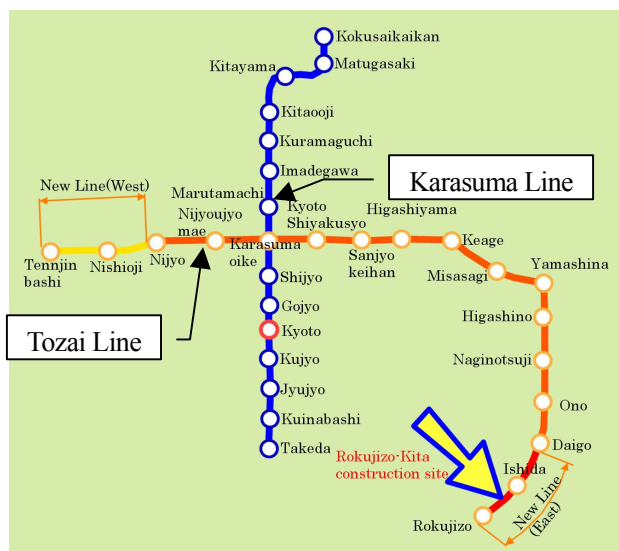 Kokusaikaikan
Kitayama
Matugasaki
Kitaooji
Kuramaguchi
Imadegawa
Karasuma Line
New Line(West)
Marutamachi
Kyoto
Shiyakusyo
Higashiyama
Nijyoujyo
mae
Karasuma
oike
Sanjyo
keihan
Keage
Tennjin
bashi
Nishioji
Nijyo
Misasagi
Yamashina
Shijyo
Gojyo
Higashino
Tozai Line
Kyoto
Kujyo
Naginotsuji
Jyujyo
Ono
Kuinabashi
Takeda
Daigo
Rokujizo-Kita
construction site
Ishida
Rokujizo
New Line
(East)